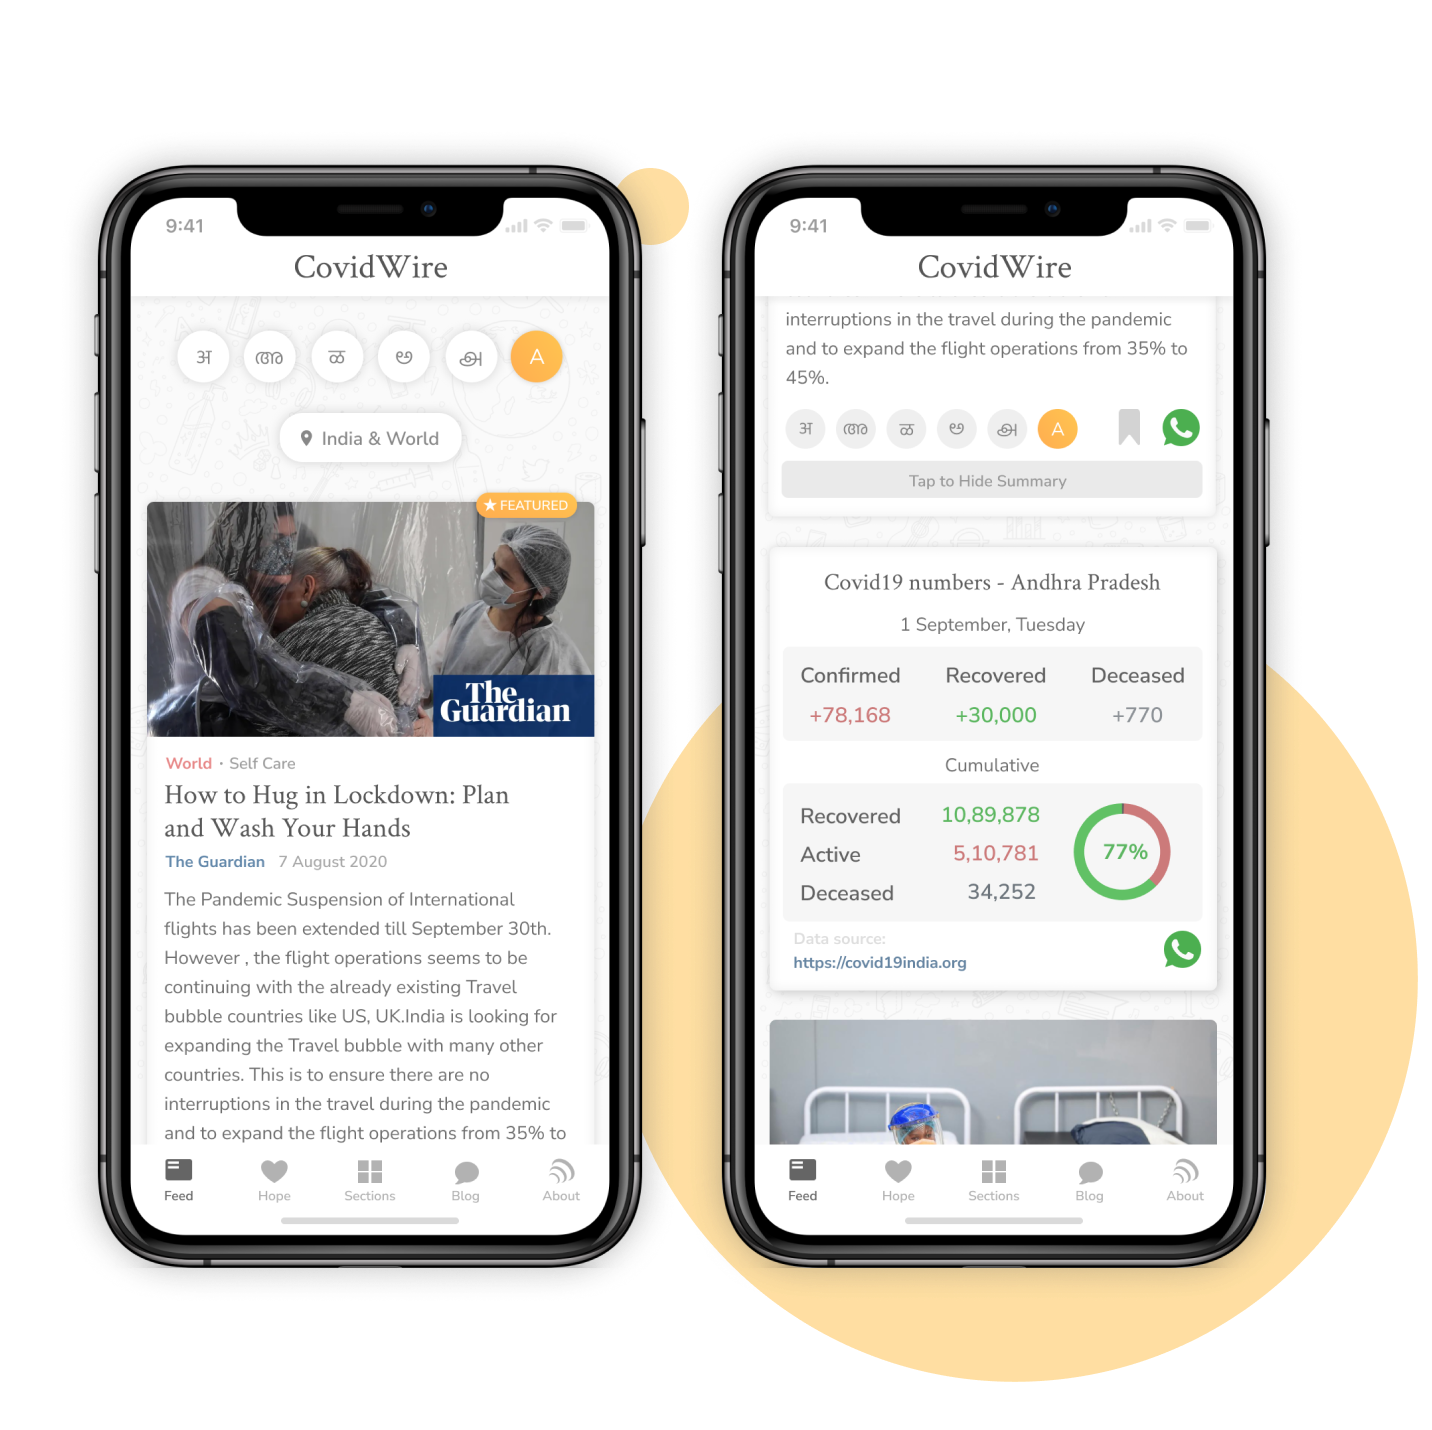 9:41
CovidWire
अ
അ
ळ
అ
அ
A
India & World
FEATURED
The
Guardian
World · Self Care
How to Hug in Lockdown: Plan
and Wash Your Hands
The Guardian 7 August 2020
The Pandemic Suspension of International
flights has been extended till September 30th.
However , the flight operations seems to be
continuing with the already existing Travel
bubble countries like US, UK.India is looking for
expanding the Travel bubble with many other
countries. This is to ensure there are no
interruptions in the travel during the pandemic
and to expand the flight operations from 35% to
Feed
Hope
Sections
Blog
About
9:41
CovidWire
interruptions in the travel during the pandemic
and to expand the flight operations from 35% to
45%.
अ
അ
ळ
అ
அ
A
Tap to Hide Summary
Covid19 numbers - Andhra Pradesh
1 September, Tuesday
Confirmed Recovered Deceased
+78,168 +30,000 +770
Cumulative
Recovered 10,89,878
Active 5,10,781
Deceased 34,252
77%
Data source:
https://covid19india.org
Feed
Hope
Sections
Blog
About